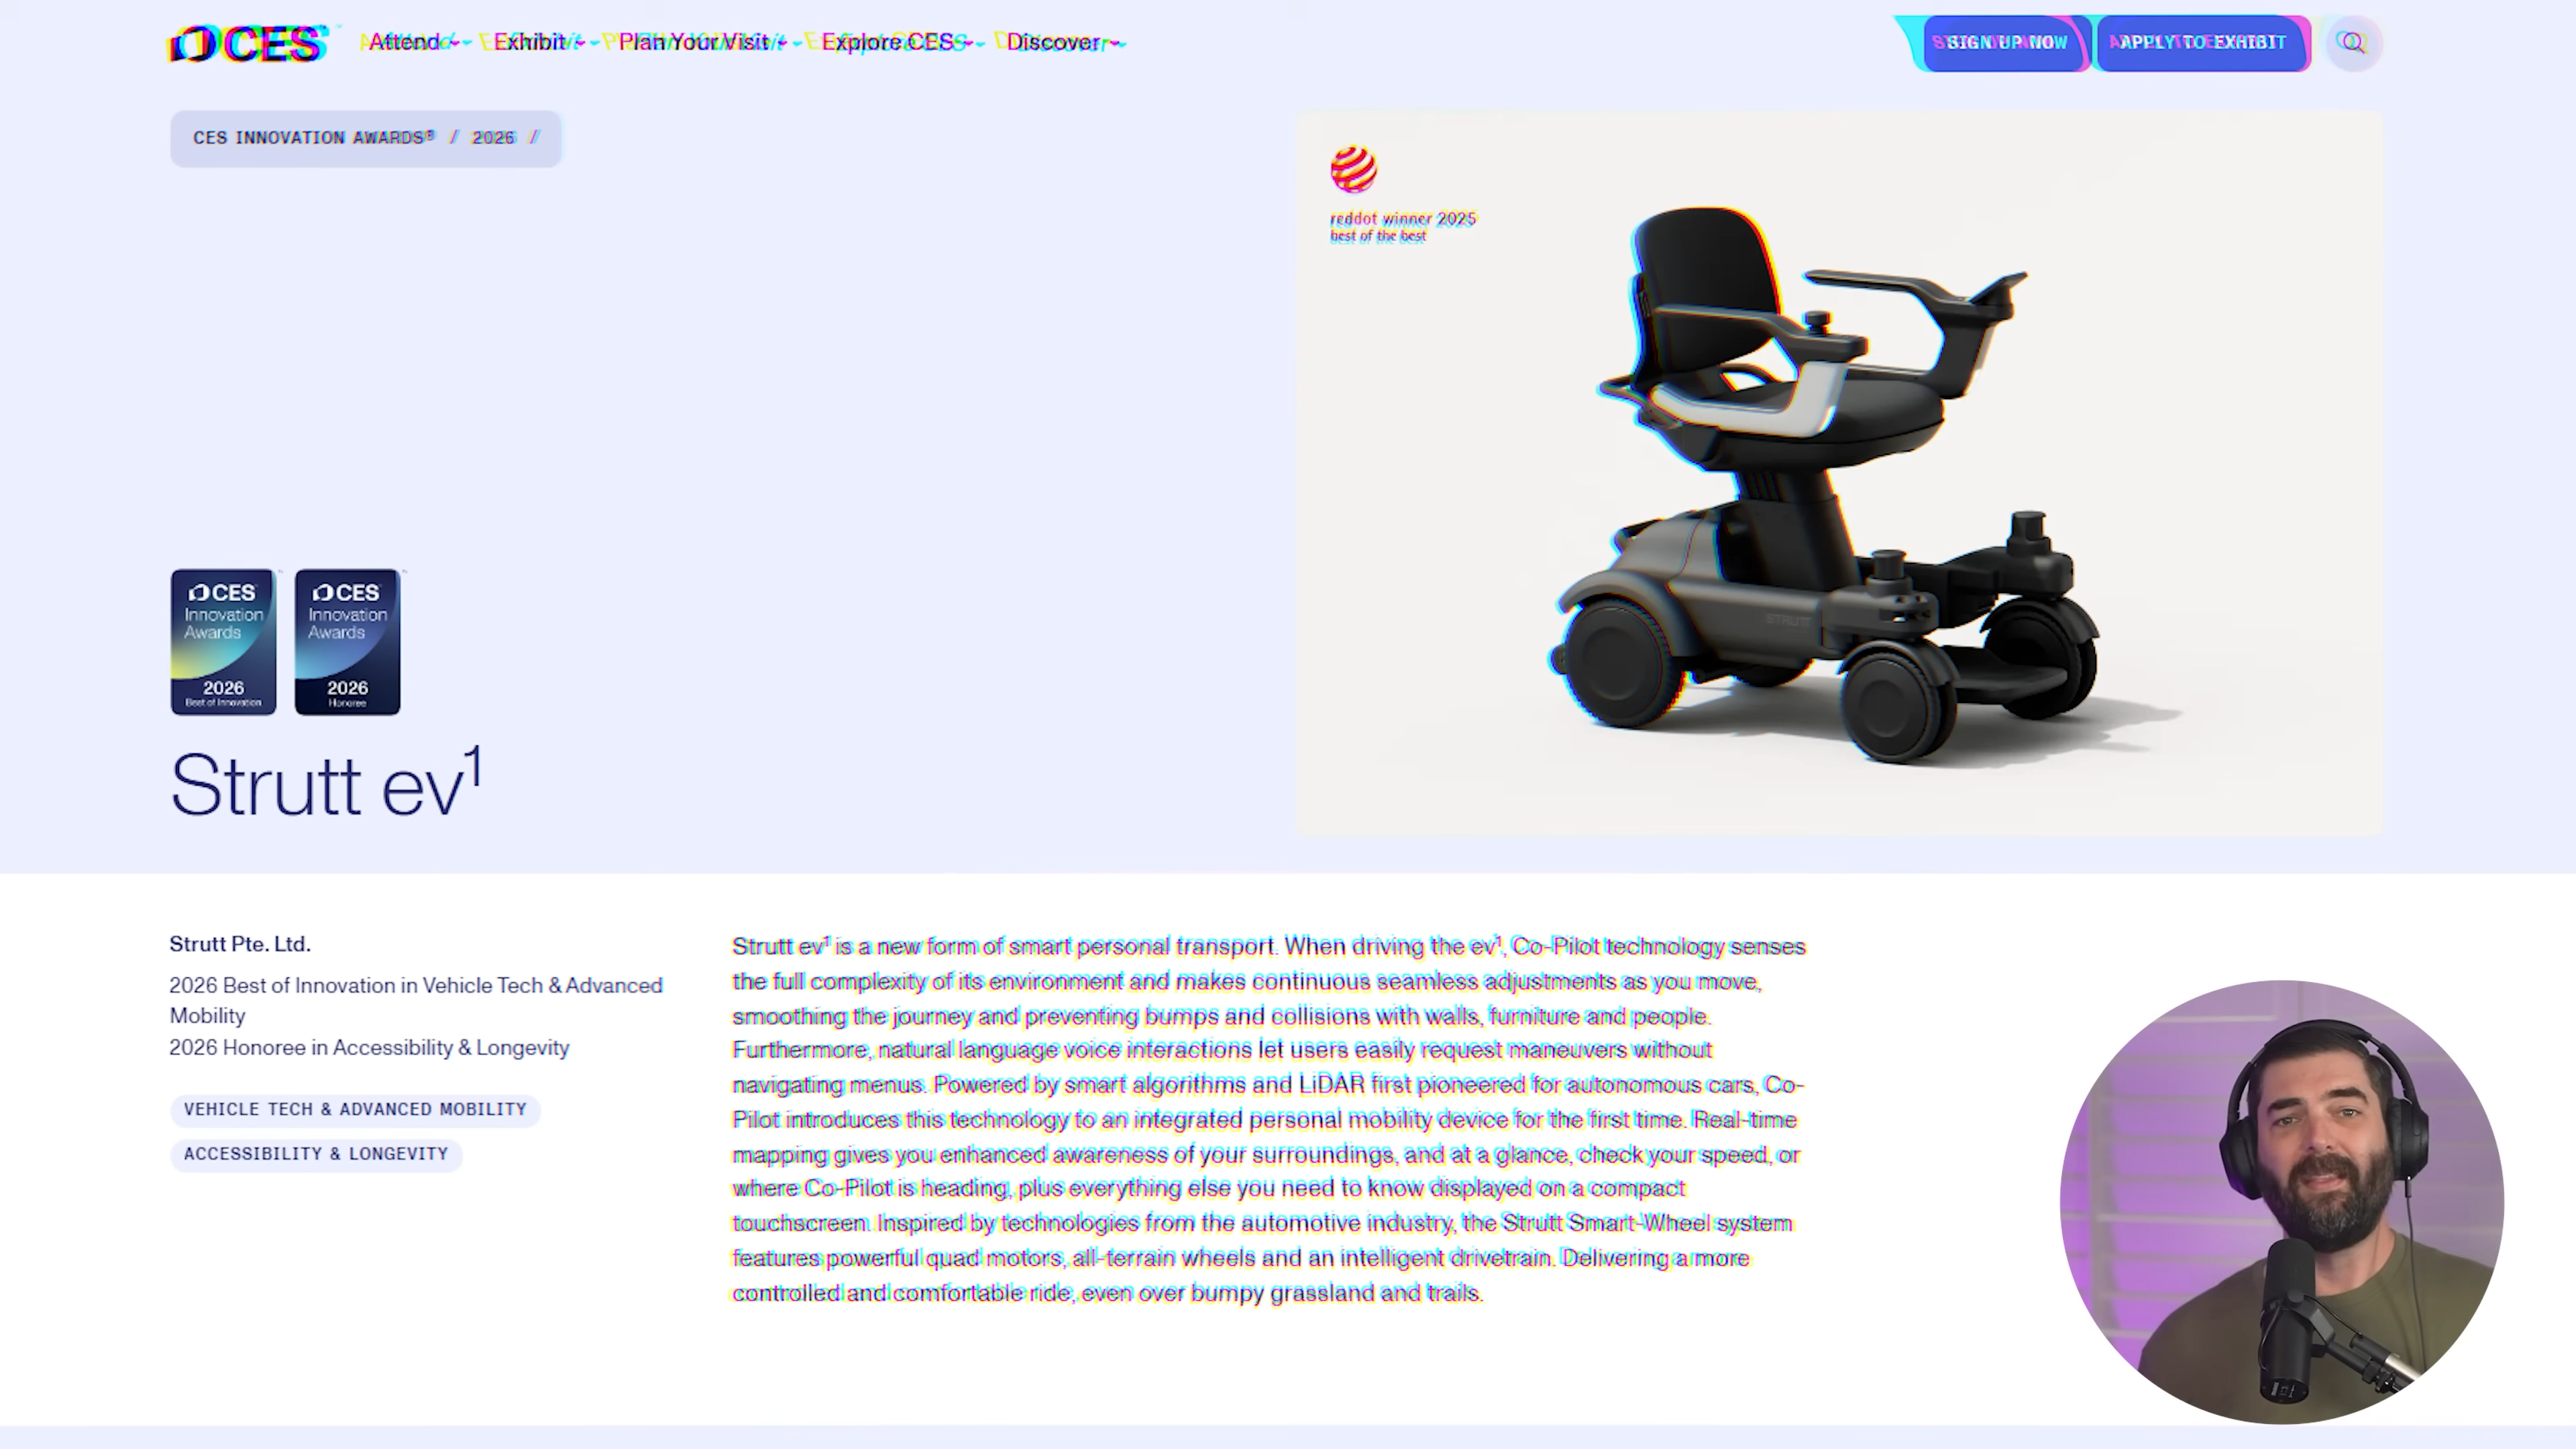 CES Attend Exhibit Plan Your Visit Explore CES Discover SIGN UP NOW APPLY TO EXHIBIT
CES INNOVATION AWARDS® / 2026 /
reddot winner 2025
best of the best
STRUTT
CES CES
Innovation Innovation
Awards Awards
2026 2026
Best of Innovation Honoree
Strutt ev¹
Strutt Pte. Ltd.
2026 Best of Innovation in Vehicle Tech & Advanced
Mobility
2026 Honoree in Accessibility & Longevity
VEHICLE TECH & ADVANCED MOBILITY
ACCESSIBILITY & LONGEVITY
Strutt ev¹ is a new form of smart personal transport. When driving the ev¹, Co-Pilot technology senses
the full complexity of its environment and makes continuous seamless adjustments as you move,
smoothing the journey and preventing bumps and collisions with walls, furniture and people.
Furthermore, natural language voice interactions let users easily request maneuvers without
navigating menus. Powered by smart algorithms and LiDAR first pioneered for autonomous cars, Co-
Pilot introduces this technology to an integrated personal mobility device for the first time. Real-time
mapping gives you enhanced awareness of your surroundings, and at a glance, check your speed, or
where Co-Pilot is heading, plus everything else you need to know displayed on a compact
touchscreen. Inspired by technologies from the automotive industry, the Strutt Smart-Wheel system
features powerful quad motors, all-terrain wheels and an intelligent drivetrain. Delivering a more
controlled and comfortable ride, even over bumpy grassland and trails.